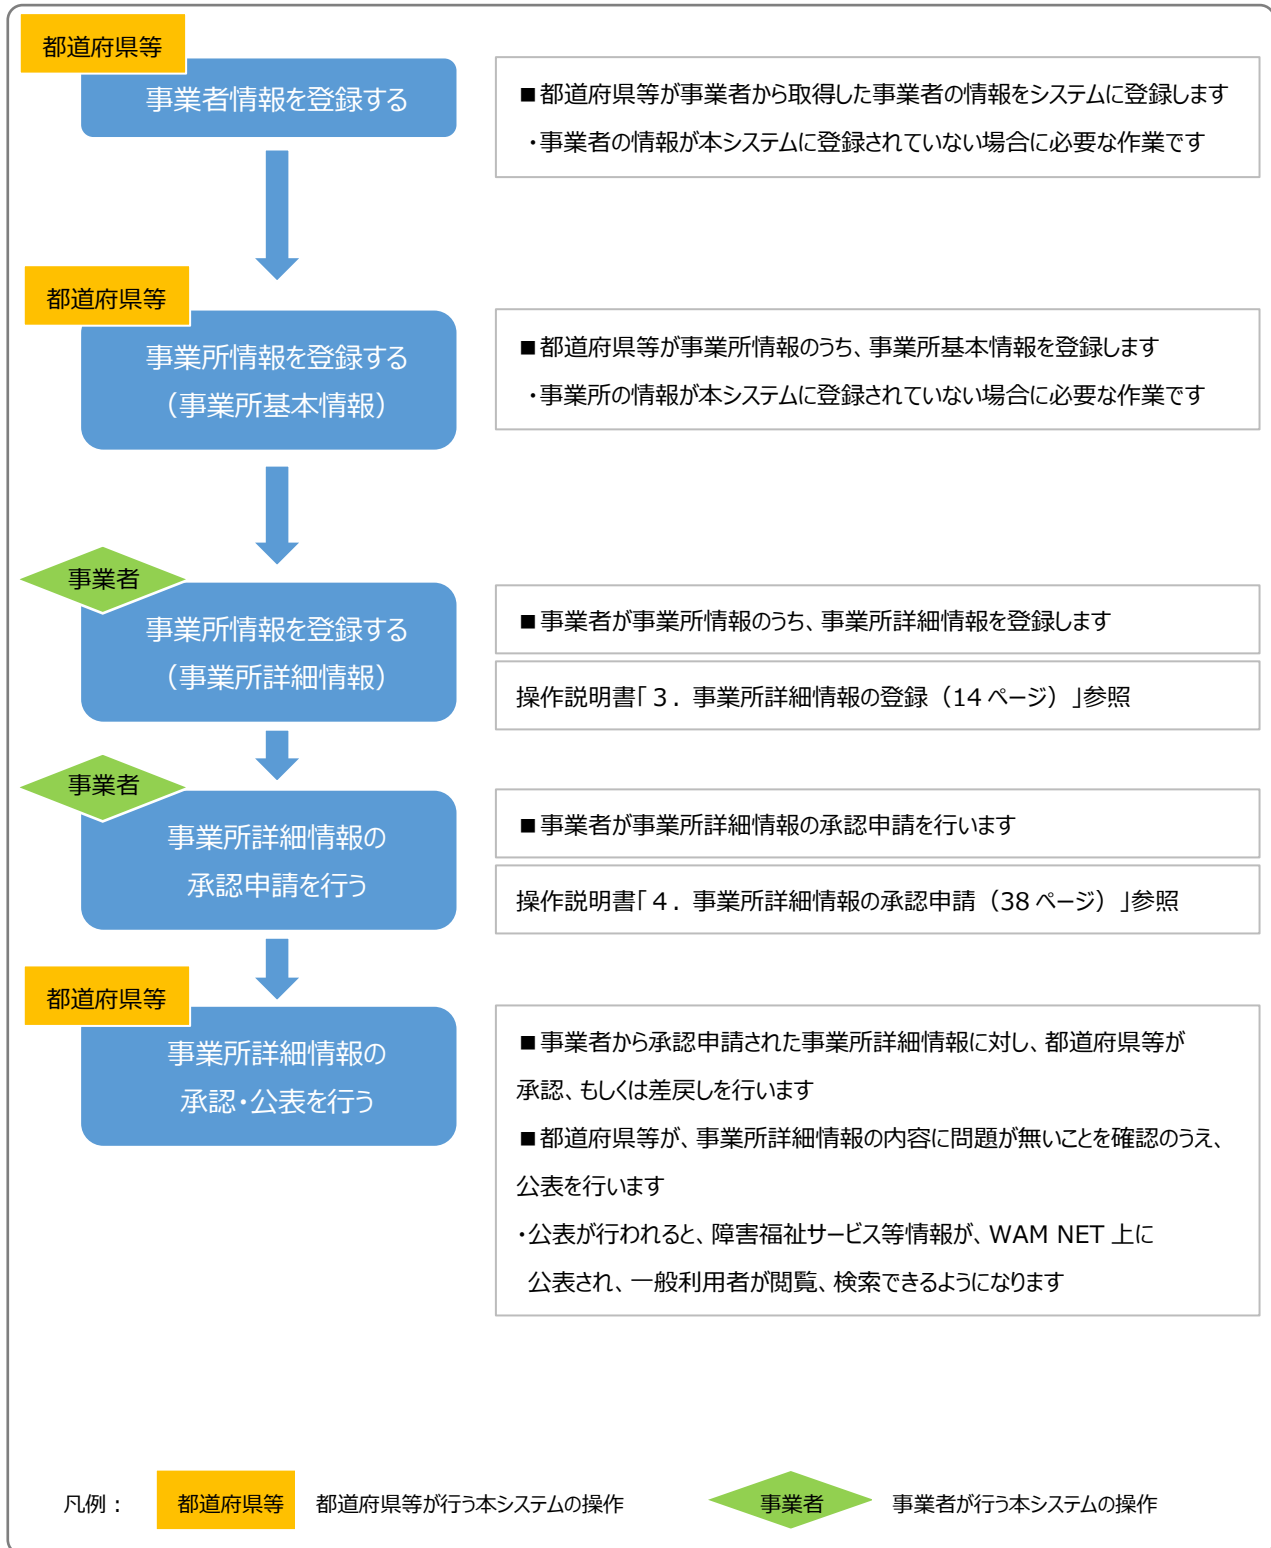 都道府県等
事業者情報を登録する
■都道府県等が事業者から取得した事業者の情報をシステムに登録します
・事業者の情報が本システムに登録されていない場合に必要な作業です
都道府県等
事業所情報を登録する
（事業所基本情報）
■都道府県等が事業所情報のうち、事業所基本情報を登録します
・事業所の情報が本システムに登録されていない場合に必要な作業です
事業者
事業所情報を登録する
（事業所詳細情報）
■事業者が事業所情報のうち、事業所詳細情報を登録します
操作説明書「３．事業所詳細情報の登録（14 ページ）」参照
事業者
事業所詳細情報の
承認申請を行う
■事業者が事業所詳細情報の承認申請を行います
操作説明書「４．事業所詳細情報の承認申請（38 ページ）」参照
都道府県等
事業所詳細情報の
承認・公表を行う
■事業者から承認申請された事業所詳細情報に対し、都道府県等が
承認、もしくは差戻しを行います
■都道府県等が、事業所詳細情報の内容に問題が無いことを確認のうえ、
公表を行います
・公表が行われると、障害福祉サービス等情報が、WAM NET 上に
公表され、一般利用者が閲覧、検索できるようになります
凡例： 都道府県等 都道府県等が行う本システムの操作 事業者 事業者が行う本システムの操作